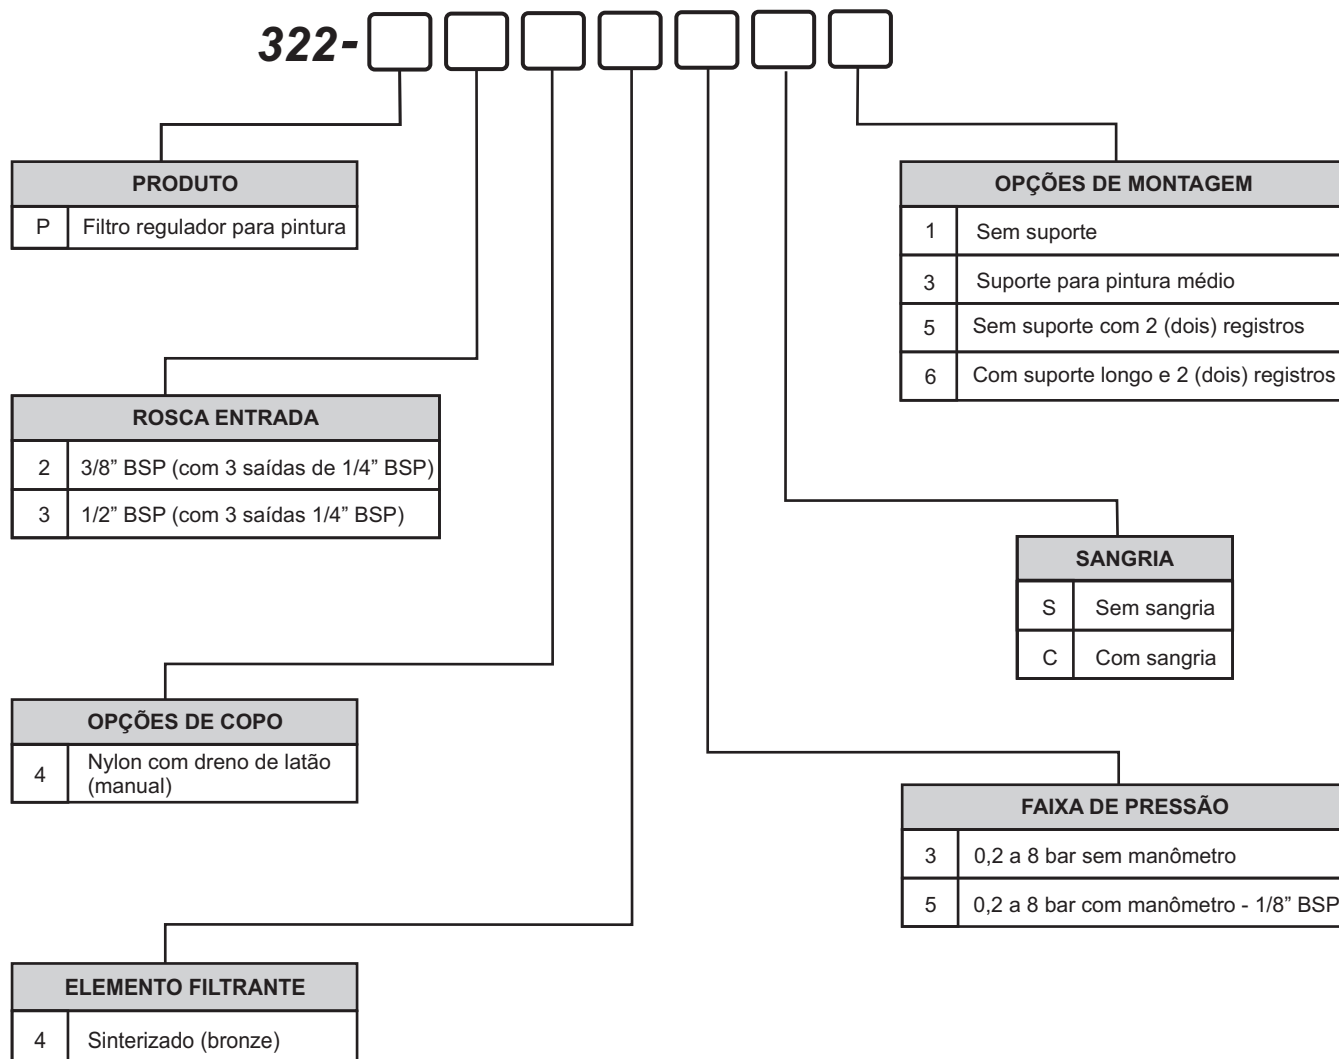 322-
PRODUTO
P Filtro regulador para pintura
ROSCA ENTRADA
2 3/8” BSP (com 3 saídas de 1/4” BSP)
3 1/2” BSP (com 3 saídas 1/4” BSP)
OPÇÕES DE COPO
4 Nylon com dreno de latão
(manual)
ELEMENTO FILTRANTE
4 Sinterizado (bronze)
OPÇÕES DE MONTAGEM
1 Sem suporte
3 Suporte para pintura médio
5 Sem suporte com 2 (dois) registros
6 Com suporte longo e 2 (dois) registros
SANGRIA
S Sem sangria
C Com sangria
FAIXA DE PRESSÃO
3 0,2 a 8 bar sem manômetro
5 0,2 a 8 bar com manômetro - 1/8” BSP